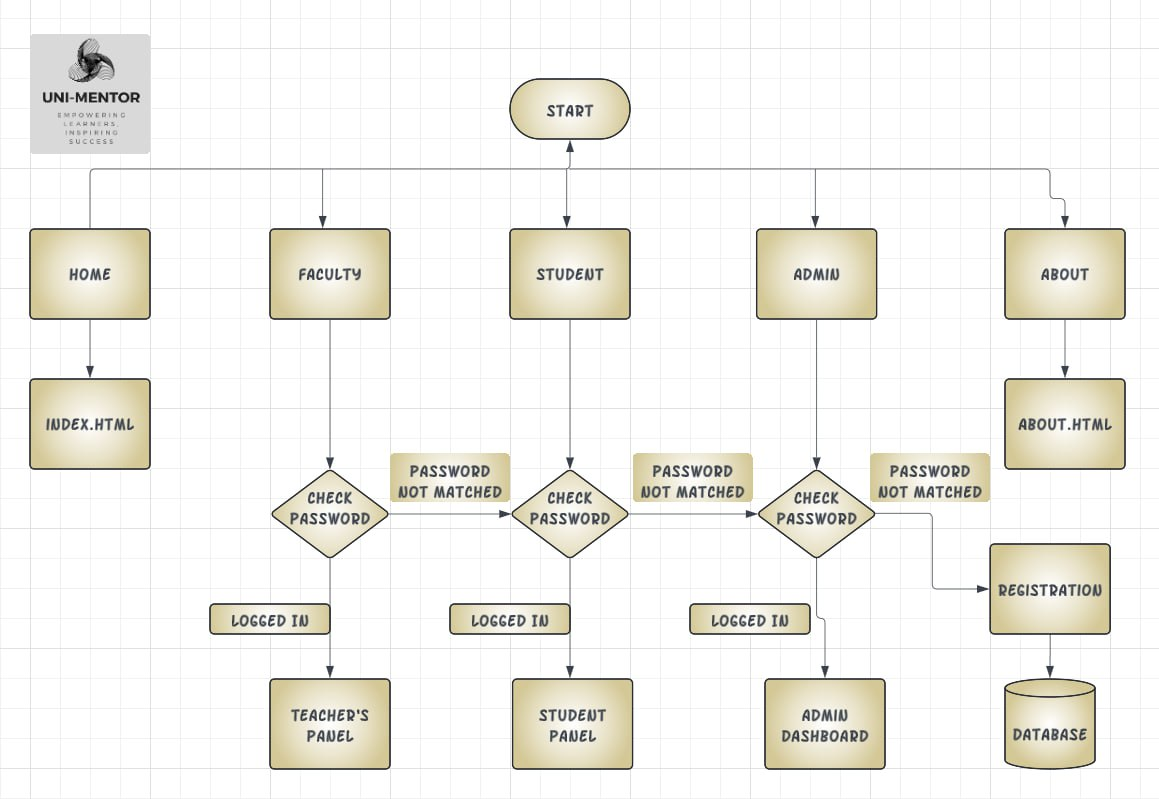 UNI-MENTOR
EMPOWERING
LEARNERS,
INSPIRING
SUCCESS
START
HOME
FACULTY
STUDENT
ADMIN
ABOUT
INDEX.HTML
ABOUT.HTML
CHECK
PASSWORD
PASSWORD
NOT MATCHED
CHECK
PASSWORD
PASSWORD
NOT MATCHED
CHECK
PASSWORD
PASSWORD
NOT MATCHED
REGISTRATION
LOGGED IN
LOGGED IN
LOGGED IN
TEACHER'S
PANEL
STUDENT
PANEL
ADMIN
DASHBOARD
DATABASE